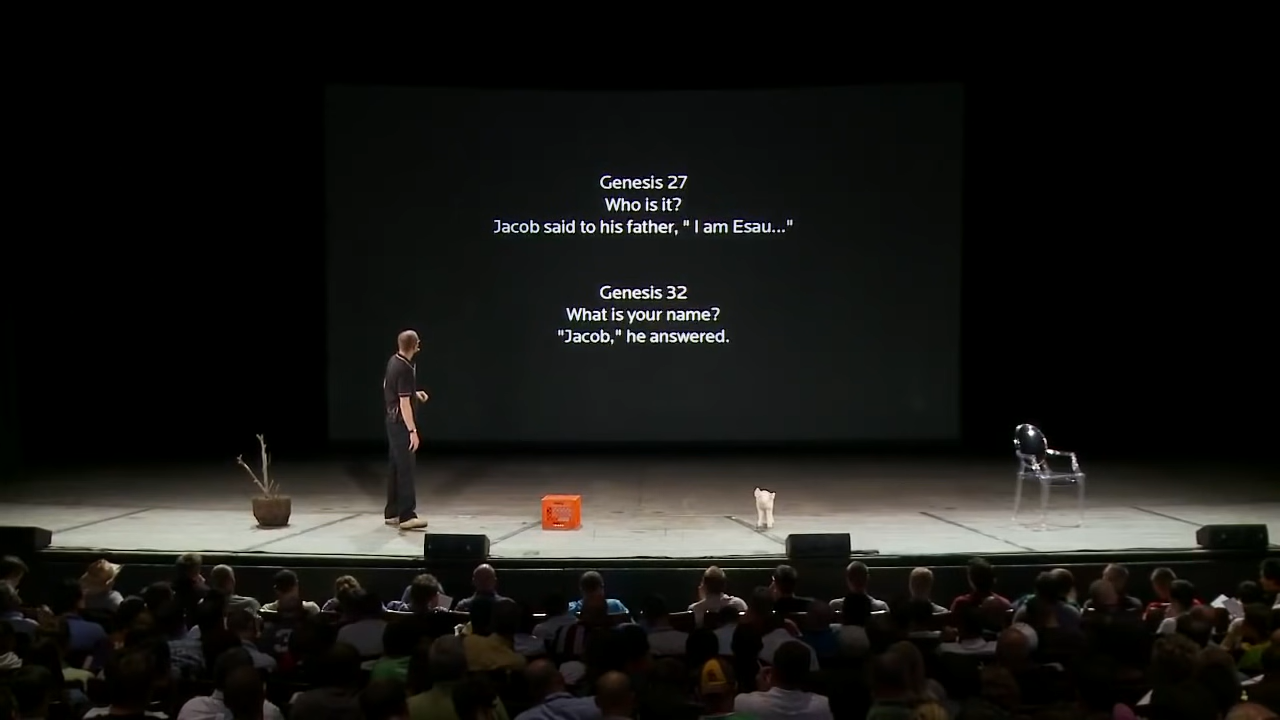 Genesis 27
Who is it?
Jacob said to his father, " I am Esau..."
Genesis 32
What is your name?
"Jacob," he answered.